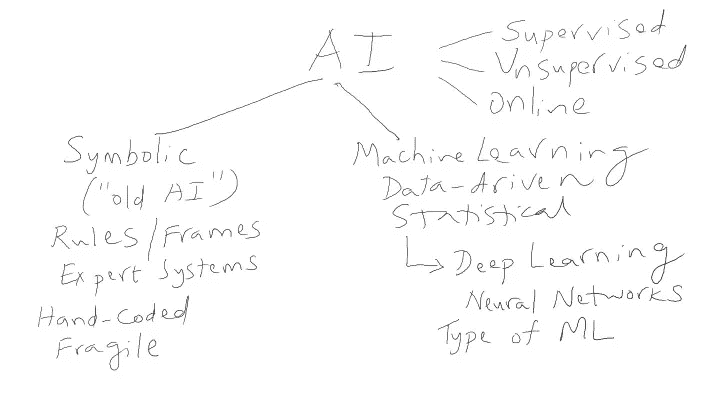 AI
Supervised
Unsupervised
Online
Symbolic
("old AI")
Rules/Frames
Expert Systems
Hand-Coded
Fragile
Machine Learning
Data-driven
Statistical
Deep Learning
Neural Networks
Type of ML